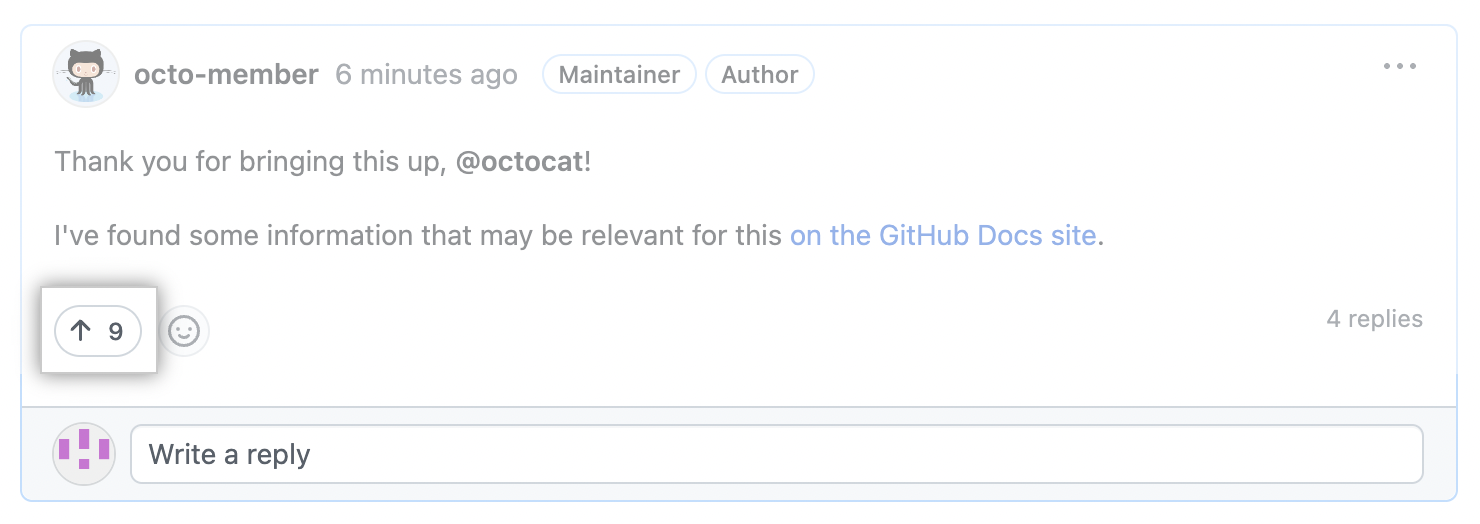 octo-member 6 minutes ago Maintainer Author
Thank you for bringing this up, @octocat!
I've found some information that may be relevant for this on the GitHub Docs site.
↑ 9
4 replies
Write a reply